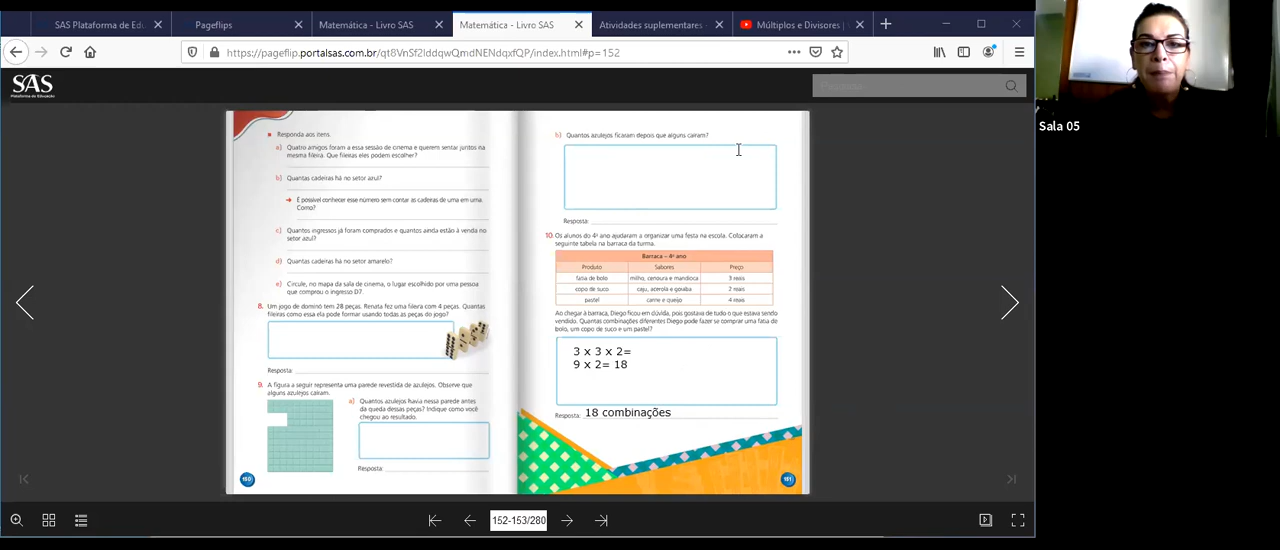 SAS Plataforma de Edu
Pageflips
Matemática - Livro SAS
Matemática - Livro SAS
Atividades suplementares -
Múltiplos e Divisores |
https://pageflip.portalsas.com.br/
SAS
Plataforma de Educação
Sala 05
Responda aos itens.
a) Quatro amigos foram a essa sessão de cinema e querem sentar juntos na
mesma fileira. Que fileiras eles podem escolher?
b) Quantas cadeiras há no setor azul?
É possível conhecer esse número sem contar as cadeiras de uma em uma.
Como?
c) Quantos ingressos já foram comprados e quantos ainda estão à venda no
setor azul?
d) Quantas cadeiras há no setor amarelo?
e) Circule, no mapa da sala de cinema, o lugar escolhido por uma pessoa
que comprou o ingresso D7.
8. Um jogo de dominó tem 28 peças. Renata fez uma fileira com 4 peças. Quantas
fileiras como essa ela pode formar usando todas as peças do jogo?
Resposta:
9. A figura a seguir representa uma parede revestida de azulejos. Observe que
alguns azulejos caíram.
a) Quantos azulejos havia nessa parede antes
da queda dessas peças? Indique como você
chegou ao resultado.
Resposta:
150
b) Quantos azulejos ficaram depois que alguns caíram?
Resposta:
10. Os alunos do 4º ano ajudaram a organizar uma festa na escola. Colocaram a
seguinte tabela na barraca da turma.
Barraca – 4º ano
Produto Sabores Preço
fatia de bolo milho, cenoura e mandioca 3 reais
copo de suco caju, acerola e goiaba 2 reais
pastel carne e queijo 4 reais
Ao chegar à barraca, Diego ficou em dúvida, pois gostava de tudo o que estava sendo
vendido. Quantas combinações diferentes Diego pode fazer se comprar uma fatia de
bolo, um copo de suco e um pastel?
3 x 3 x 2=
9 x 2= 18
Resposta: 18 combinações
151
152-153/280